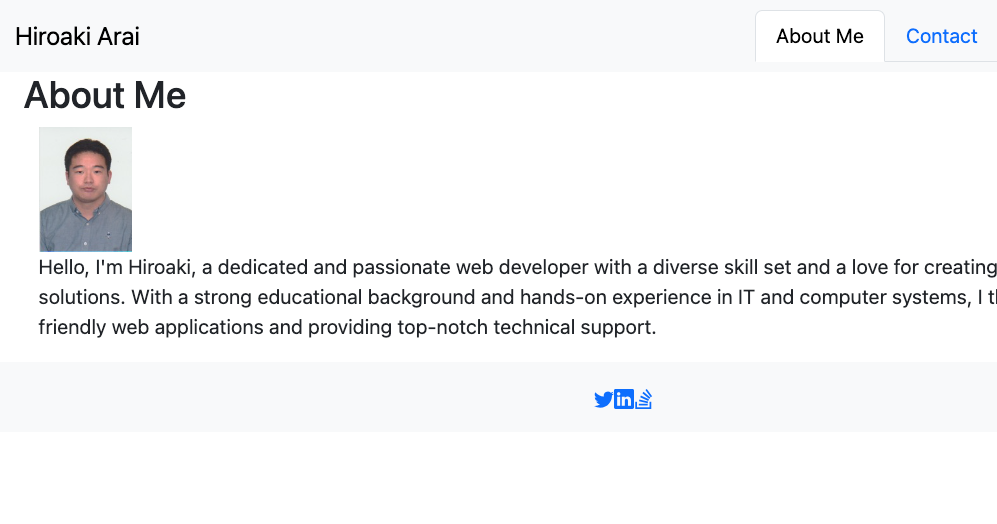 Hiroaki Arai
About Me
Contact
About Me
Hello, I'm Hiroaki, a dedicated and passionate web developer with a diverse skill set and a love for creating
solutions. With a strong educational background and hands-on experience in IT and computer systems, I
friendly web applications and providing top-notch technical support.